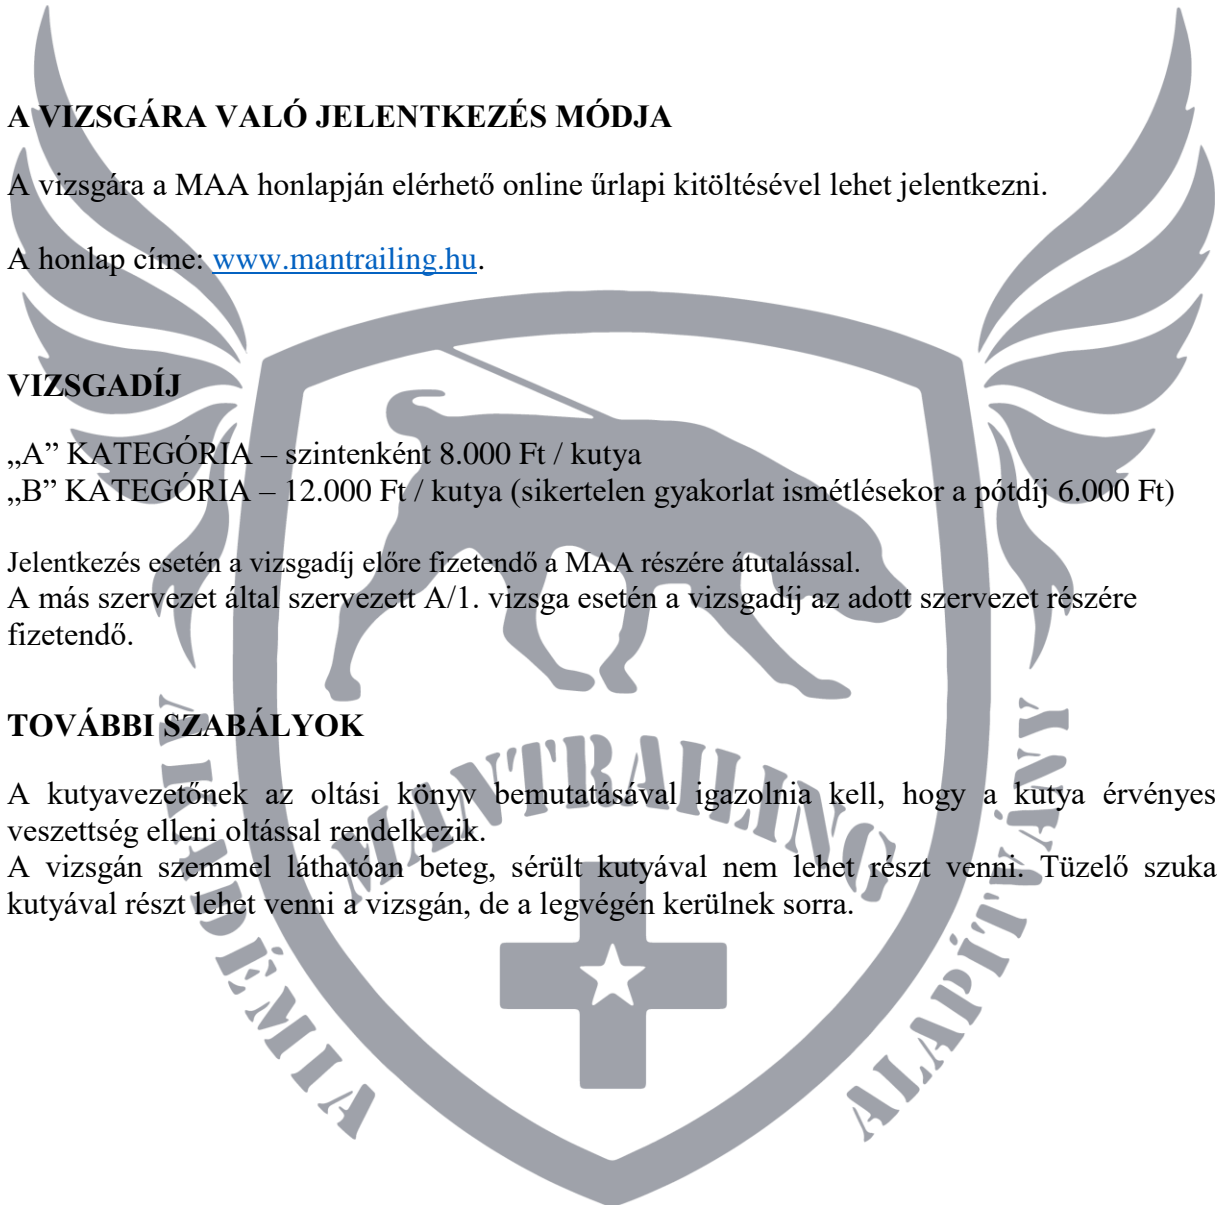 A VIZSGÁRA VALÓ JELENTKEZÉS MÓDJA
A vizsgára a MAA honlapján elérhető online űrlapi kitöltésével lehet jelentkezni.
A honlap címe: www.mantrailing.hu.
VIZSGADÍJ
„A” KATEGÓRIA – szintenként 8.000 Ft / kutya
„B” KATEGÓRIA – 12.000 Ft / kutya (sikertelen gyakorlat ismétlésekor a pótdíj 6.000 Ft)
Jelentkezés esetén a vizsgadíj előre fizetendő a MAA részére átutalással.
A más szervezet által szervezett A/1. vizsga esetén a vizsgadíj az adott szervezet részére
fizetendő.
TOVÁBBI SZABÁLYOK
A kutyavezetőnek az oltási könyv bemutatásával igazolnia kell, hogy a kutya érvényes
veszettség elleni oltással rendelkezik.
A vizsgán szemmel láthatóan beteg, sérült kutyával nem lehet részt venni. Tüzelő szuka
kutyával részt lehet venni a vizsgán, de a legvégén kerülnek sorra.
MANTRAILING
AKADÉMIA
ALAPÍTVÁNY